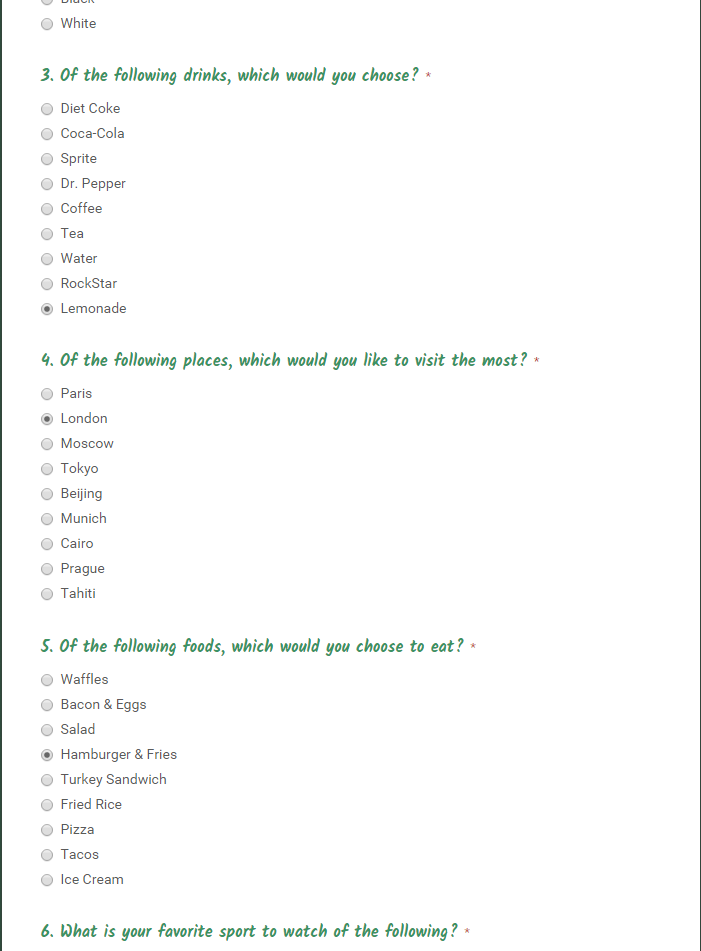 Black
White
3. Of the following drinks, which would you choose? *
Diet Coke
Coca-Cola
Sprite
Dr. Pepper
Coffee
Tea
Water
RockStar
Lemonade
4. Of the following places, which would you like to visit the most? *
Paris
London
Moscow
Tokyo
Beijing
Munich
Cairo
Prague
Tahiti
5. Of the following foods, which would you choose to eat? *
Waffles
Bacon & Eggs
Salad
Hamburger & Fries
Turkey Sandwich
Fried Rice
Pizza
Tacos
Ice Cream
6. What is your favorite sport to watch of the following? *